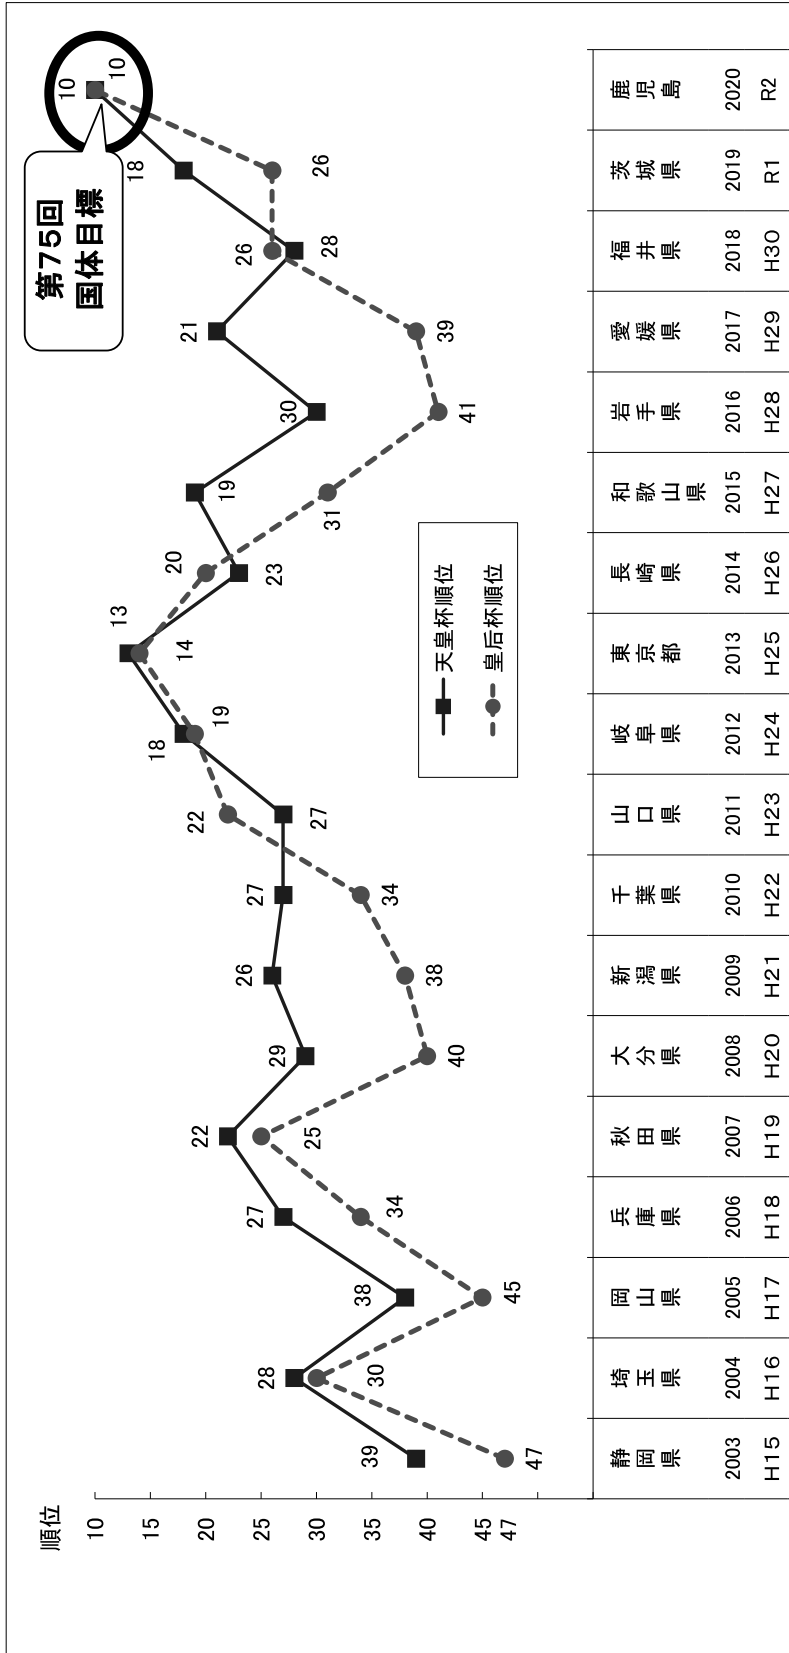 順位
10
15
20
25
30
35
40
45
47
第75回
国体目標
39 28 38 27 22 29 26 27 27 18 13 23 19 30 21 28 18 10
47 30 45 34 25 40 38 34 22 19 14 20 31 41 39 26 26 10
天皇杯順位
皇后杯順位
静岡県 埼玉県 岡山県 兵庫県 秋田県 大分県 新潟県 千葉県 山口県 岐阜県 東京都 長崎県 和歌山県 岩手県 愛媛県 福井県 茨城県 鹿児島
2003 2004 2005 2006 2007 2008 2009 2010 2011 2012 2013 2014 2015 2016 2017 2018 2019 2020
H15 H16 H17 H18 H19 H20 H21 H22 H23 H24 H25 H26 H27 H28 H29 H30 R1 R2